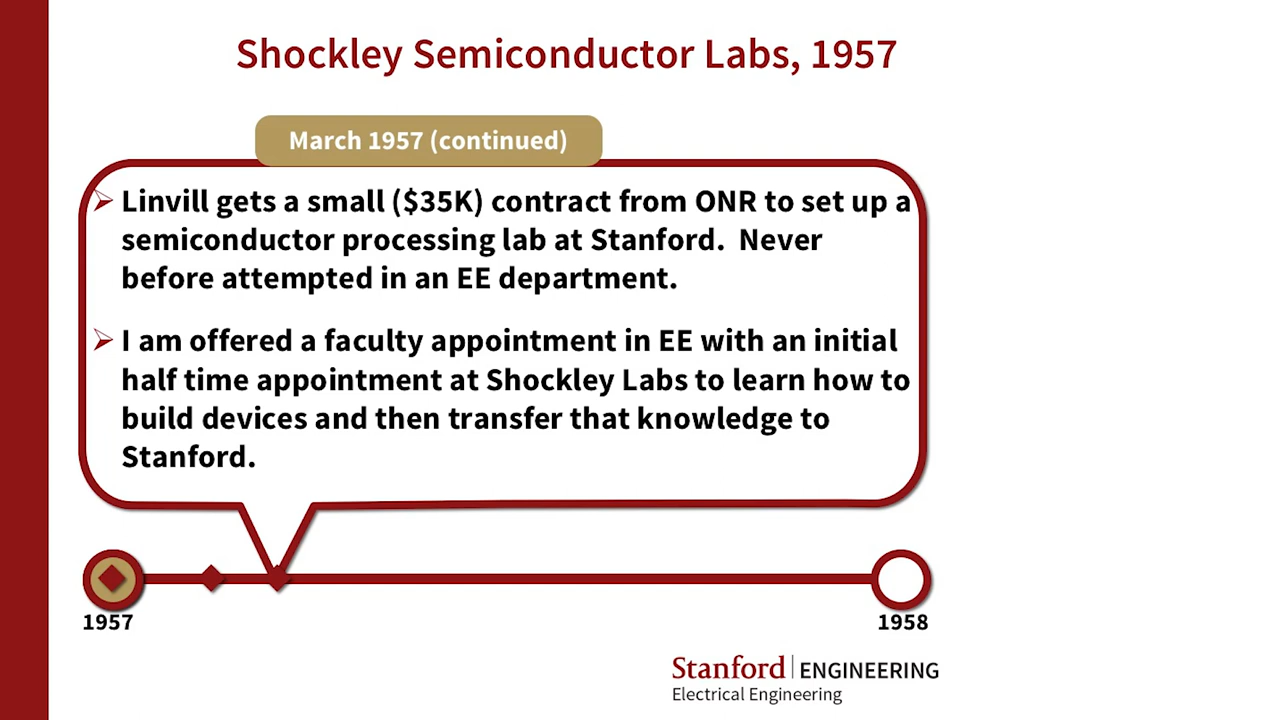 Shockley Semiconductor Labs, 1957
March 1957 (continued)
Linvill gets a small ($35K) contract from ONR to set up a
semiconductor processing lab at Stanford.  Never
before attempted in an EE department.
I am offered a faculty appointment in EE with an initial
half time appointment at Shockley Labs to learn how to
build devices and then transfer that knowledge to
Stanford.
1957
1958
Stanford | ENGINEERING
Electrical Engineering